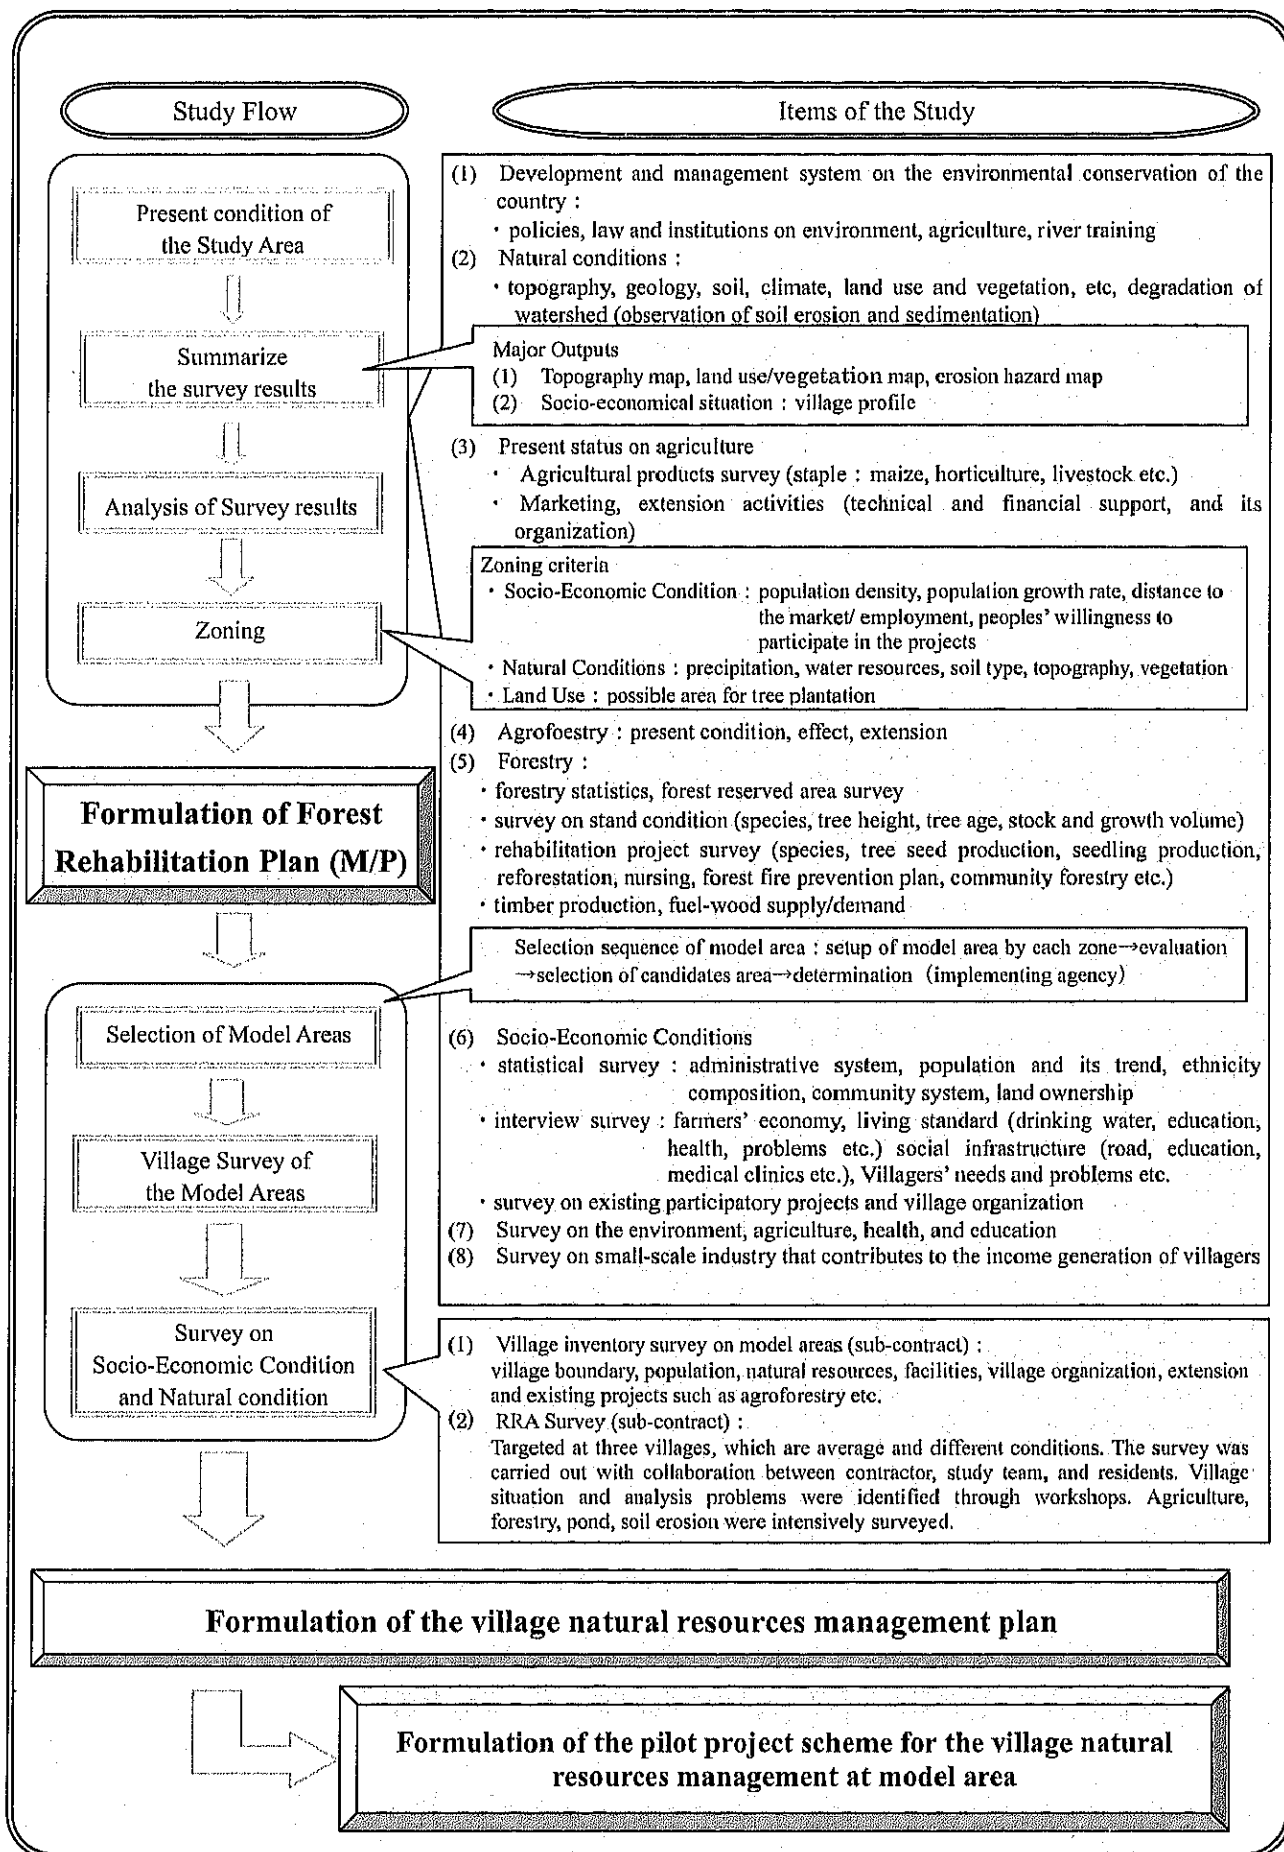 Study Flow
Items of the Study
Present condition of
the Study Area
Summarize
the survey results
Analysis of Survey results
Zoning
Formulation of Forest
Rehabilitation Plan (M/P)
Selection of Model Areas
Village Survey of
the Model Areas
Survey on
Socio-Economic Condition
and Natural condition
(1) Development and management system on the environmental conservation of the
country :
・policies, law and institutions on environment, agriculture, river training
(2) Natural conditions :
・topography, geology, soil, climate, land use and vegetation, etc, degradation of
watershed (observation of soil erosion and sedimentation)
Major Outputs
(1) Topography map, land use/vegetation map, erosion hazard map
(2) Socio-economical situation : village profile
(3) Present status on agriculture
・Agricultural products survey (staple : maize, horticulture, livestock etc.)
・Marketing, extension activities (technical and financial support, and its
organization)
Zoning criteria
・Socio-Economic Condition : population density, population growth rate, distance to
the market/ employment, peoples' willingness to
participate in the projects
・Natural Conditions : precipitation, water resources, soil type, topography, vegetation
・Land Use : possible area for tree plantation
(4) Agrofoestry : present condition, effect, extension
(5) Forestry :
・forestry statistics, forest reserved area survey
・survey on stand condition (species, tree height, tree age, stock and growth volume)
・rehabilitation project survey (species, tree seed production, seedling production,
reforestation, nursing, forest fire prevention plan, community forestry etc.)
・timber production, fuel-wood supply/demand
Selection sequence of model area : setup of model area by each zone→evaluation
→selection of candidates area→determination (implementing agency)
(6) Socio-Economic Conditions
・statistical survey : administrative system, population and its trend, ethnicity
composition, community system, land ownership
・interview survey : farmers' economy, living standard (drinking water, education,
health, problems etc.) social infrastructure (road, education,
medical clinics etc.), Villagers' needs and problems etc.
・survey on existing participatory projects and village organization
(7) Survey on the environment, agriculture, health, and education
(8) Survey on small-scale industry that contributes to the income generation of villagers
(1) Village inventory survey on model areas (sub-contract) :
village boundary, population, natural resources, facilities, village organization, extension
and existing projects such as agroforestry etc.
(2) RRA Survey (sub-contract) :
Targeted at three villages, which are average and different conditions. The survey was
carried out with collaboration between contractor, study team, and residents. Village
situation and analysis problems were identified through workshops. Agriculture,
forestry, pond, soil erosion were intensively surveyed.
Formulation of the village natural resources management plan
Formulation of the pilot project scheme for the village natural
resources management at model area